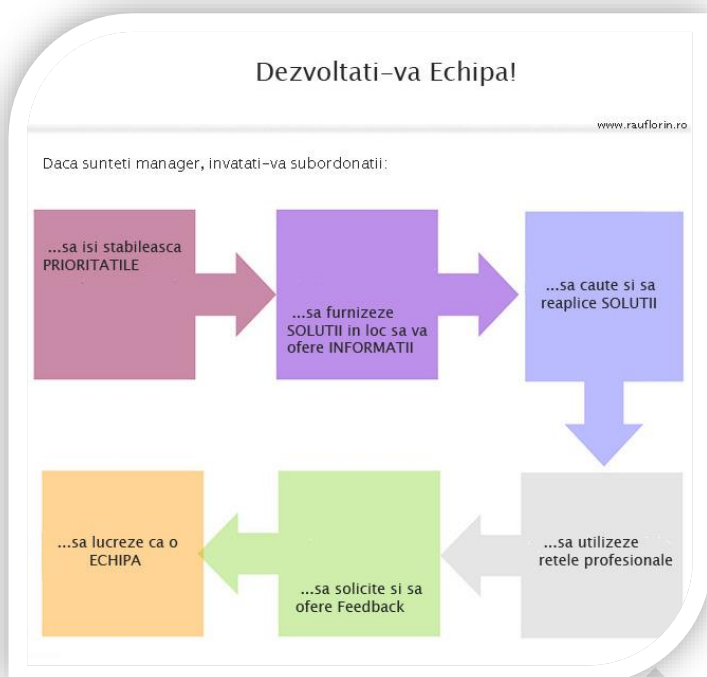 Dezvoltati-va Echipa!
www.rauflorin.ro
Daca sunteti manager, invatati-va subordonatii:
...sa isi stabileasca
PRIORITATILE
...sa furnizeze
SOLUTII in loc sa va
ofere INFORMATII
...sa caute si sa
reaplice SOLUTII
...sa utilizeze
retele profesionale
...sa solicite si sa
ofere Feedback
...sa lucreze ca o
ECHIPA